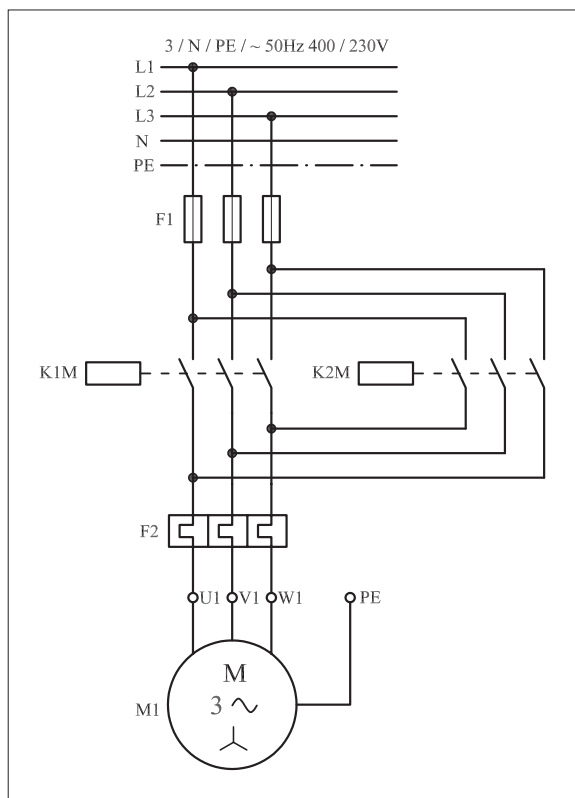 3 / N / PE / ~ 50Hz 400 / 230V
L1
L2
L3
N
PE
F1
K1M
K2M
F2
U1 V1 W1 PE
M
M1
3